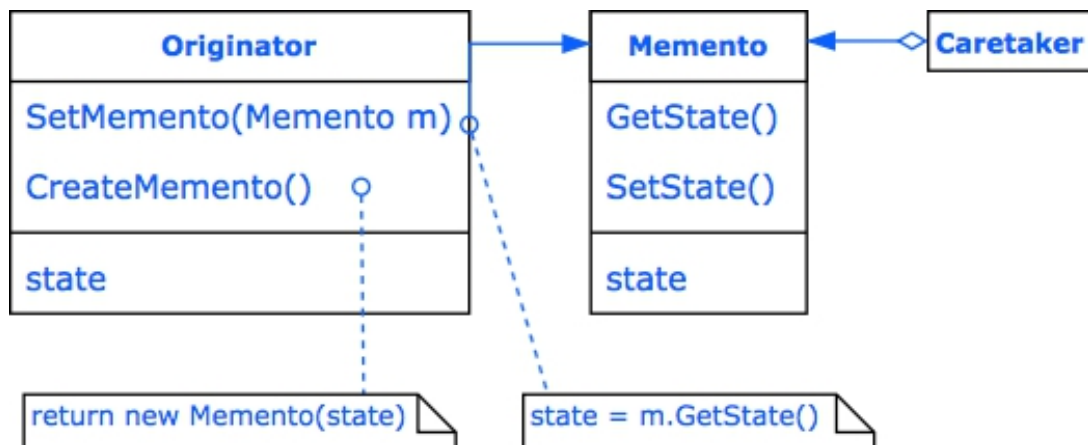 Originator
SetMemento(Memento m)
CreateMemento()
state
Memento
GetState()
SetState()
state
Caretaker
return new Memento(state)
state = m.GetState()